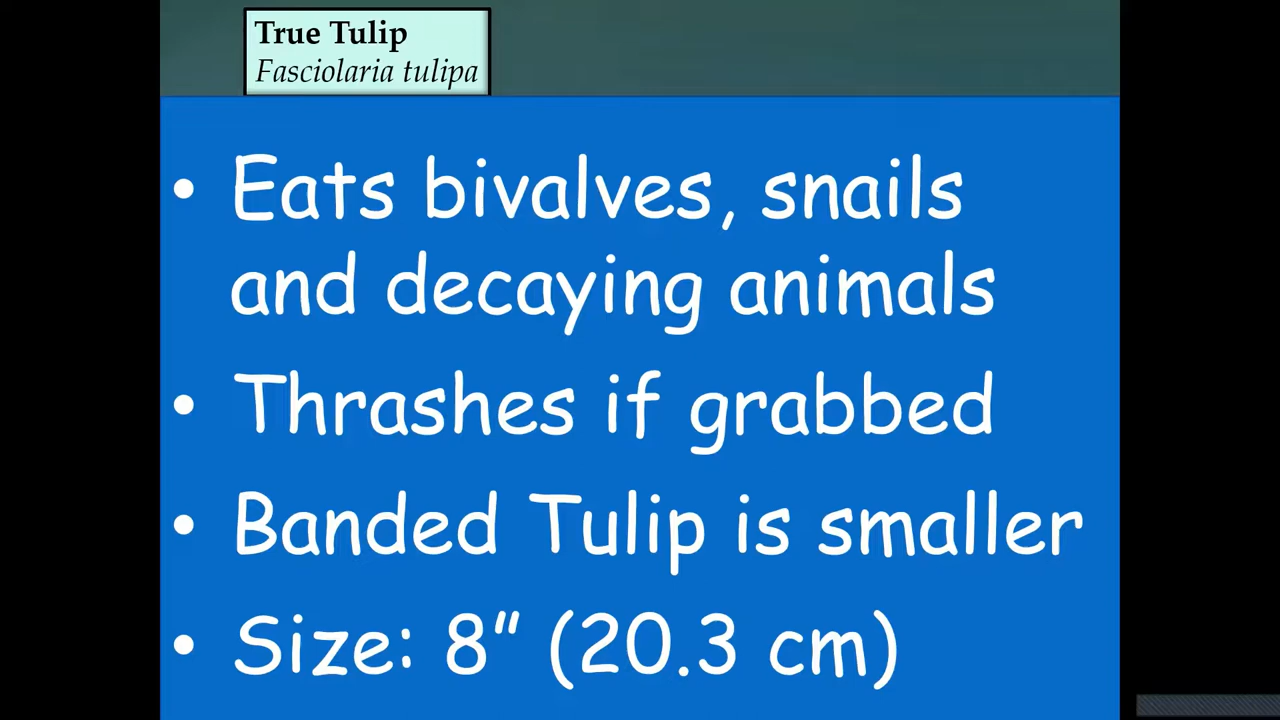 True Tulip
Fasciolaria tulipa
• Eats bivalves, snails
and decaying animals
• Thrashes if grabbed
• Banded Tulip is smaller
• Size: 8” (20.3 cm)